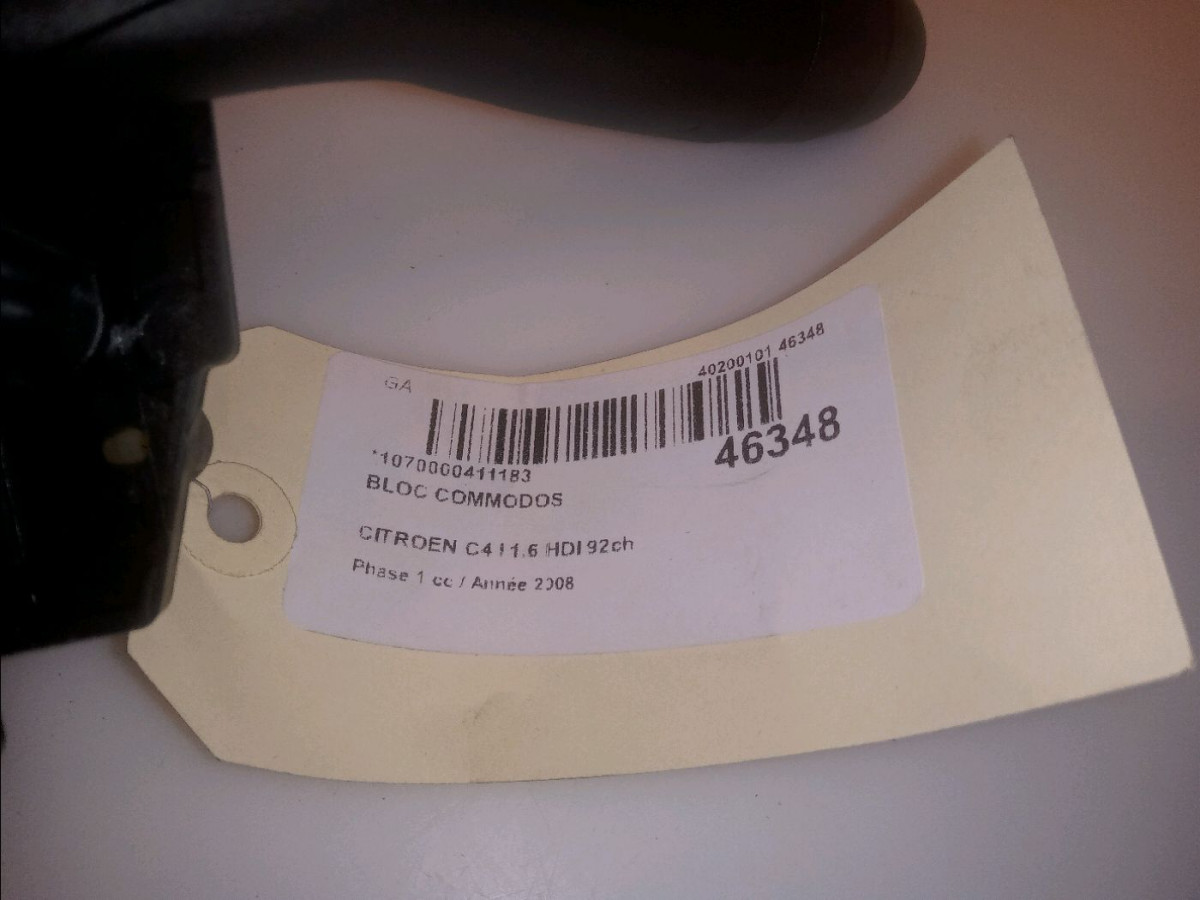 GA
40200101 46348
46348
*1070000411183
BLOC COMMODOS
CITROEN C4 I 1.6 HDI 92ch
Phase 1 cc / Année 2008